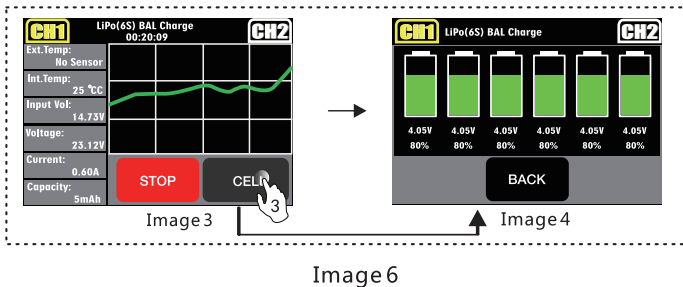 CH1 LiPo(6S) BAL Charge CH2
00:20:09
Ext.Temp:
No Sensor
Int.Temp:
25 ℃C
Input Vol:
14.73V
Voltage:
23.12V
Current:
0.60A
Capacity:
5mAh
STOP
CELL
3
Image 3
CH1 LiPo(6S) BAL Charge CH2
4.05V 4.05V 4.05V 4.05V 4.05V 4.05V
80% 80% 80% 80% 80% 80%
BACK
Image 4
Image 6